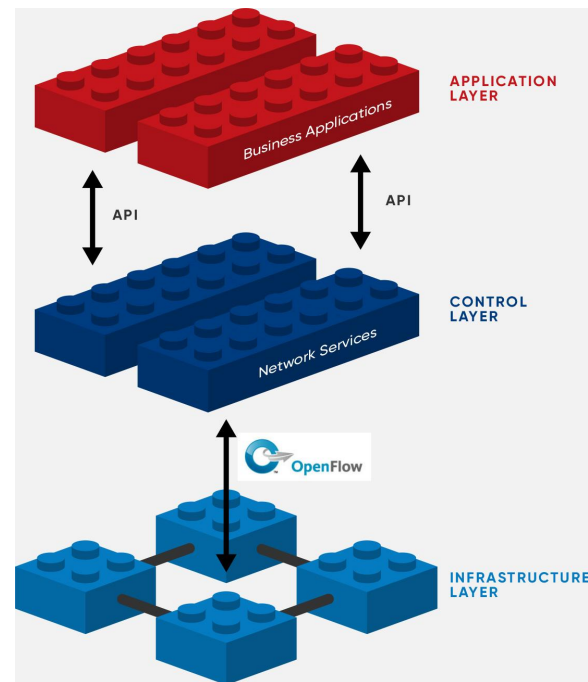 APPLICATION
LAYER
Business Applications
API
API
CONTROL
LAYER
Network Services
OpenFlow
INFRASTRUCTURE
LAYER